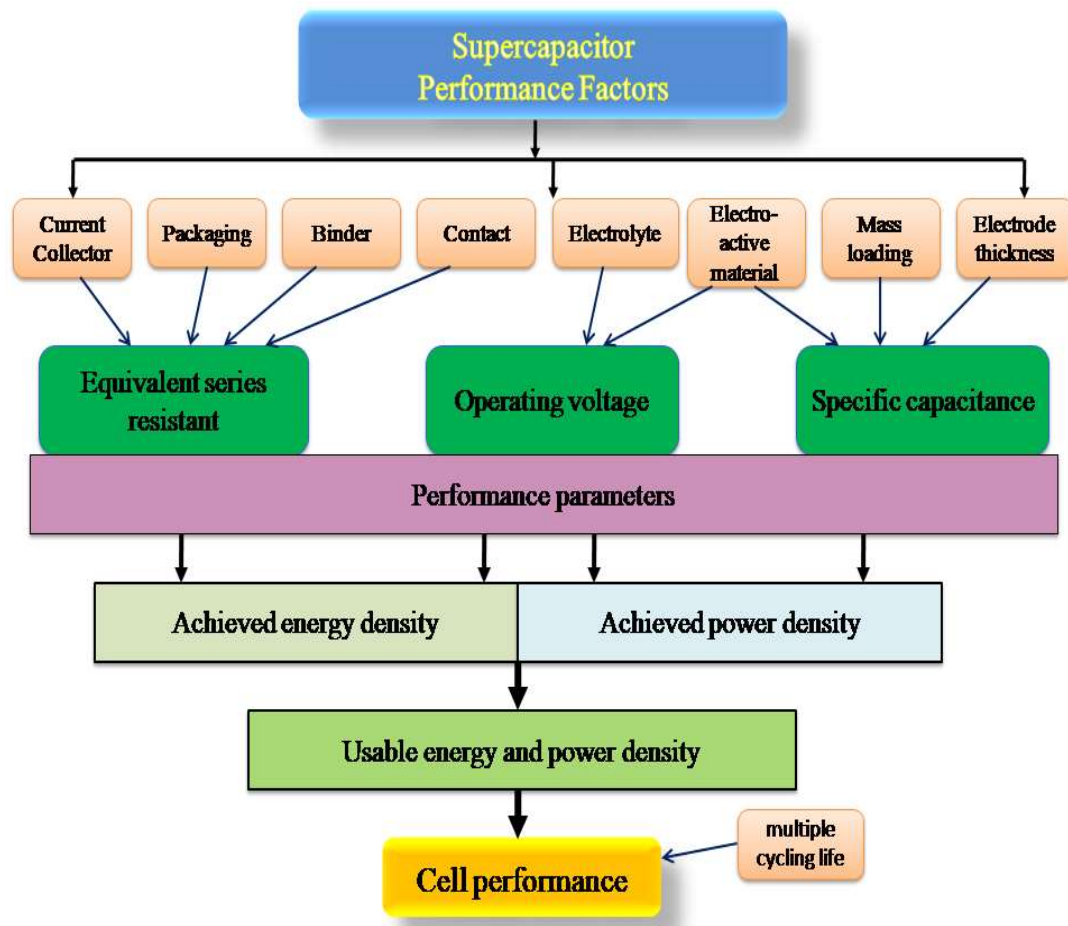 Supercapacitor
Performance Factors
Current
Collector
Packaging
Binder
Contact
Electrolyte
Electro-
active
material
Mass
loading
Electrode
thickness
Equivalent series
resistant
Operating voltage
Specific capacitance
Performance parameters
Achieved energy density
Achieved power density
Usable energy and power density
multiple
cycling life
Cell performance